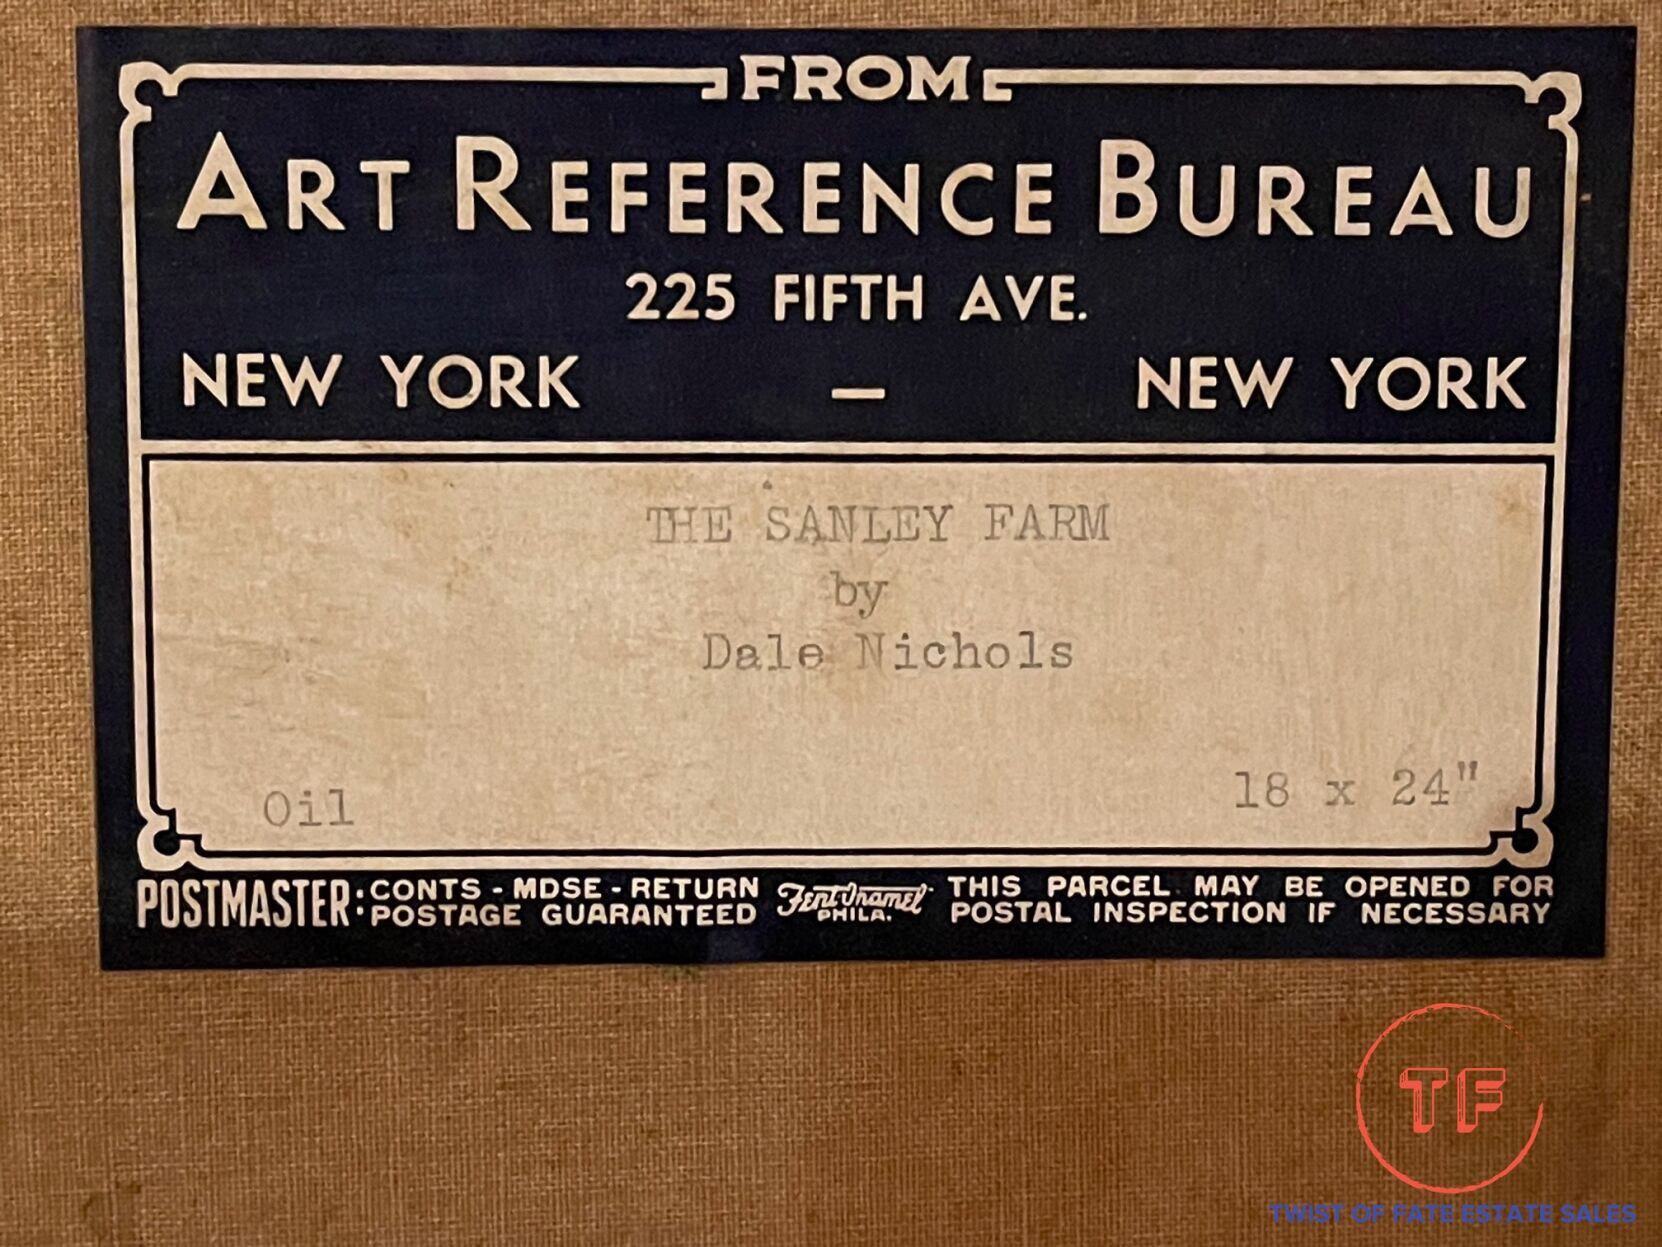 FROM
ART REFERENCE BUREAU
225 FIFTH AVE.
NEW YORK — NEW YORK
THE SANLEY FARM
by
Dale Nichols
Oil 18 x 24"
POSTMASTER: CONTS - MDSE - RETURN
POSTAGE GUARANTEED
Fent Onamel
PHILA.
THIS PARCEL MAY BE OPENED FOR
POSTAL INSPECTION IF NECESSARY
TF
TWIST OF FATE ESTATE SALES